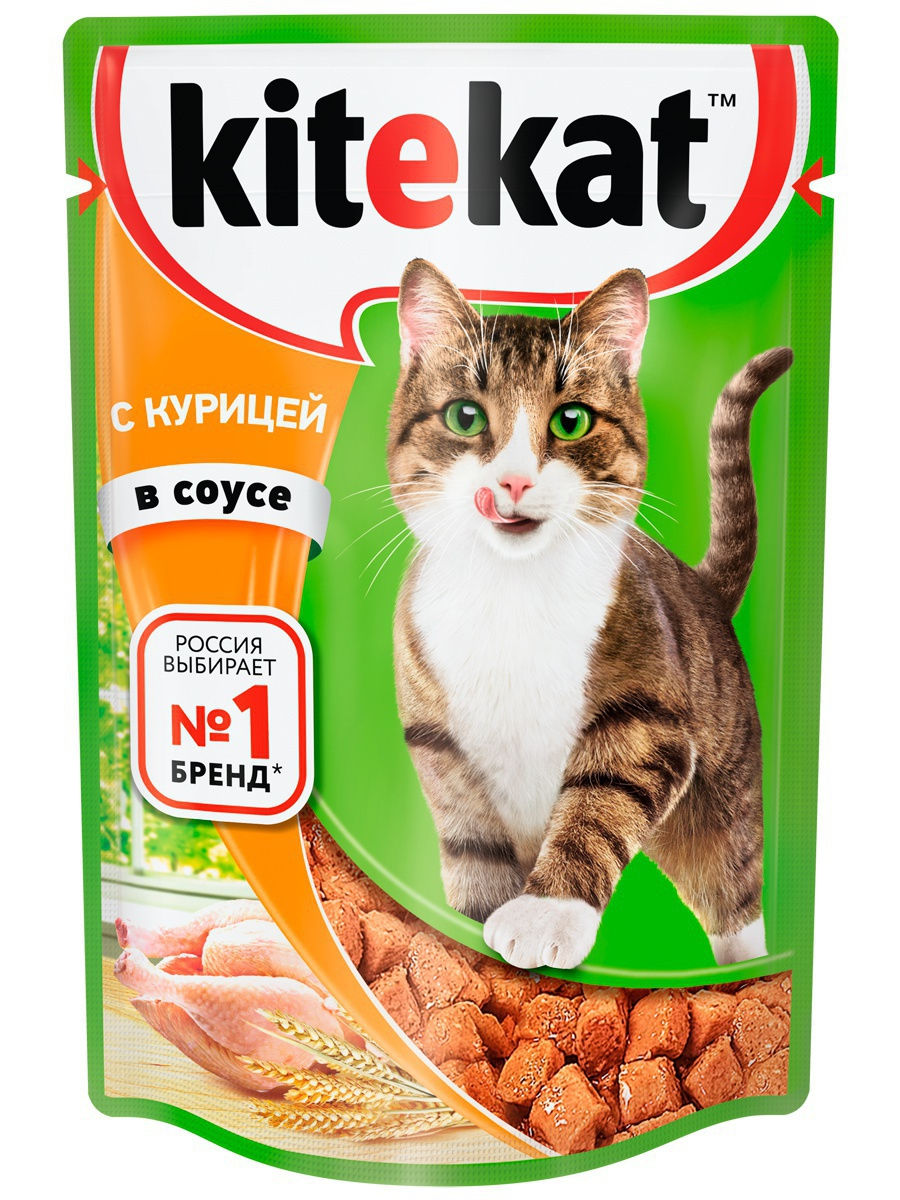 kitekat™
С КУРИЦЕЙ
в соусе
РОССИЯ
ВЫБИРАЕТ
№1
БРЕНД*